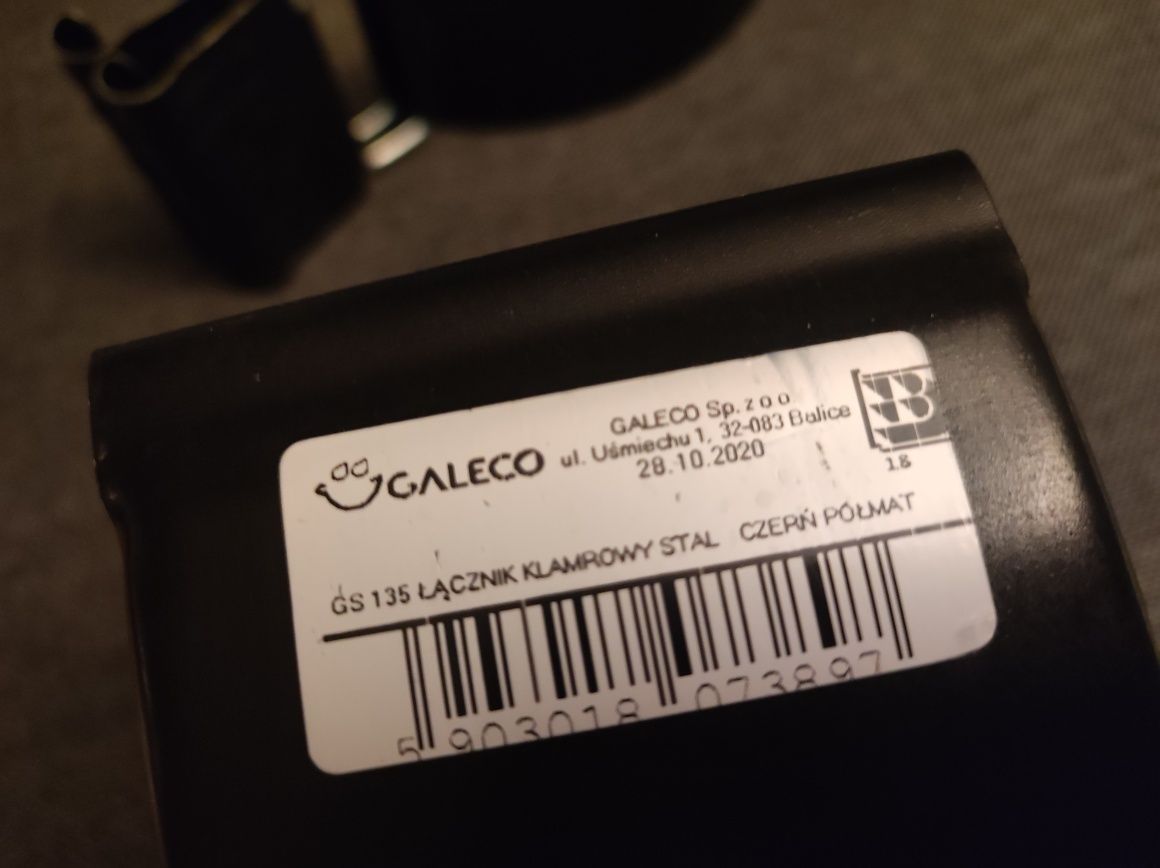 GALECO
GALECO Sp. z o o
ul. Uśmiechu 1, 32-083 Balice
28.10.2020
B
18
GS 135 ŁĄCZNIK KLAMROWY STAL CZERŃ PÓŁMAT
5 903018 073897